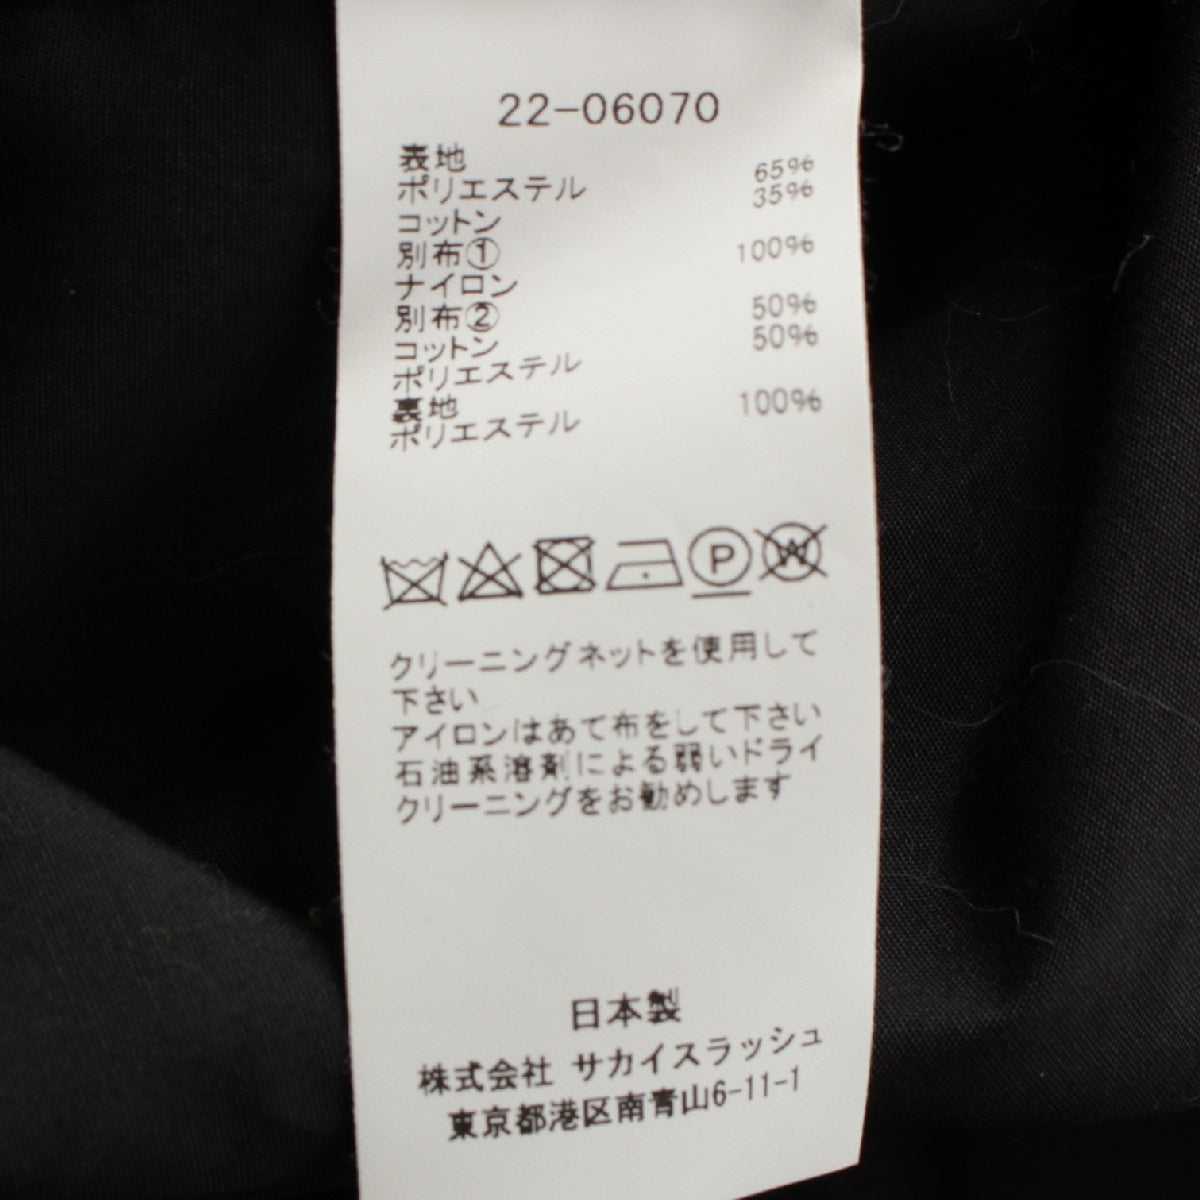 22-06070
表地
ポリエステル 65%
コットン 35%
別布①
ナイロン 100%
別布②
コットン 50%
ポリエステル 50%
裏地
ポリエステル 100%
P W
クリーニングネットを使用して
下さい
アイロンはあて布をして下さい
石油系溶剤による弱いドライ
クリーニングをお勧めします
日本製
株式会社 サカイスラッシュ
東京都港区南青山6-11-1